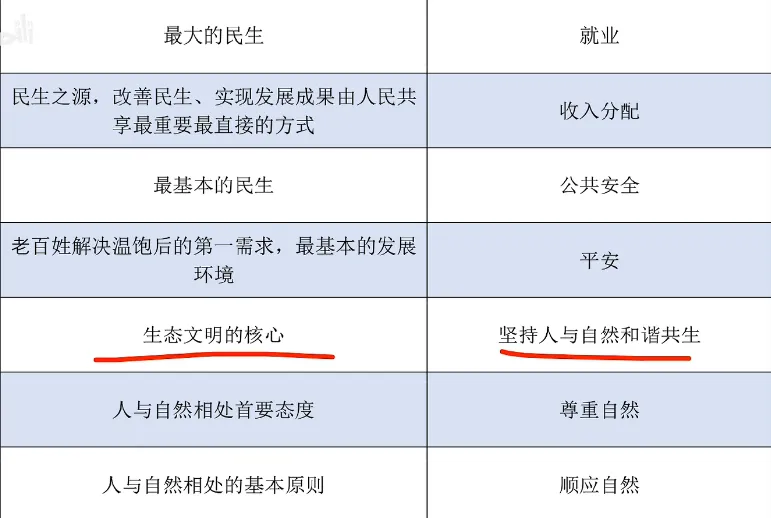 最大的民生
就业
民生之源，改善民生、实现发展成果由人民共
享最重要最直接的方式
收入分配
最基本的民生
公共安全
老百姓解决温饱后的第一需求，最基本的发展
环境
平安
生态文明的核心
坚持人与自然和谐共生
人与自然相处首要态度
尊重自然
人与自然相处的基本原则
顺应自然